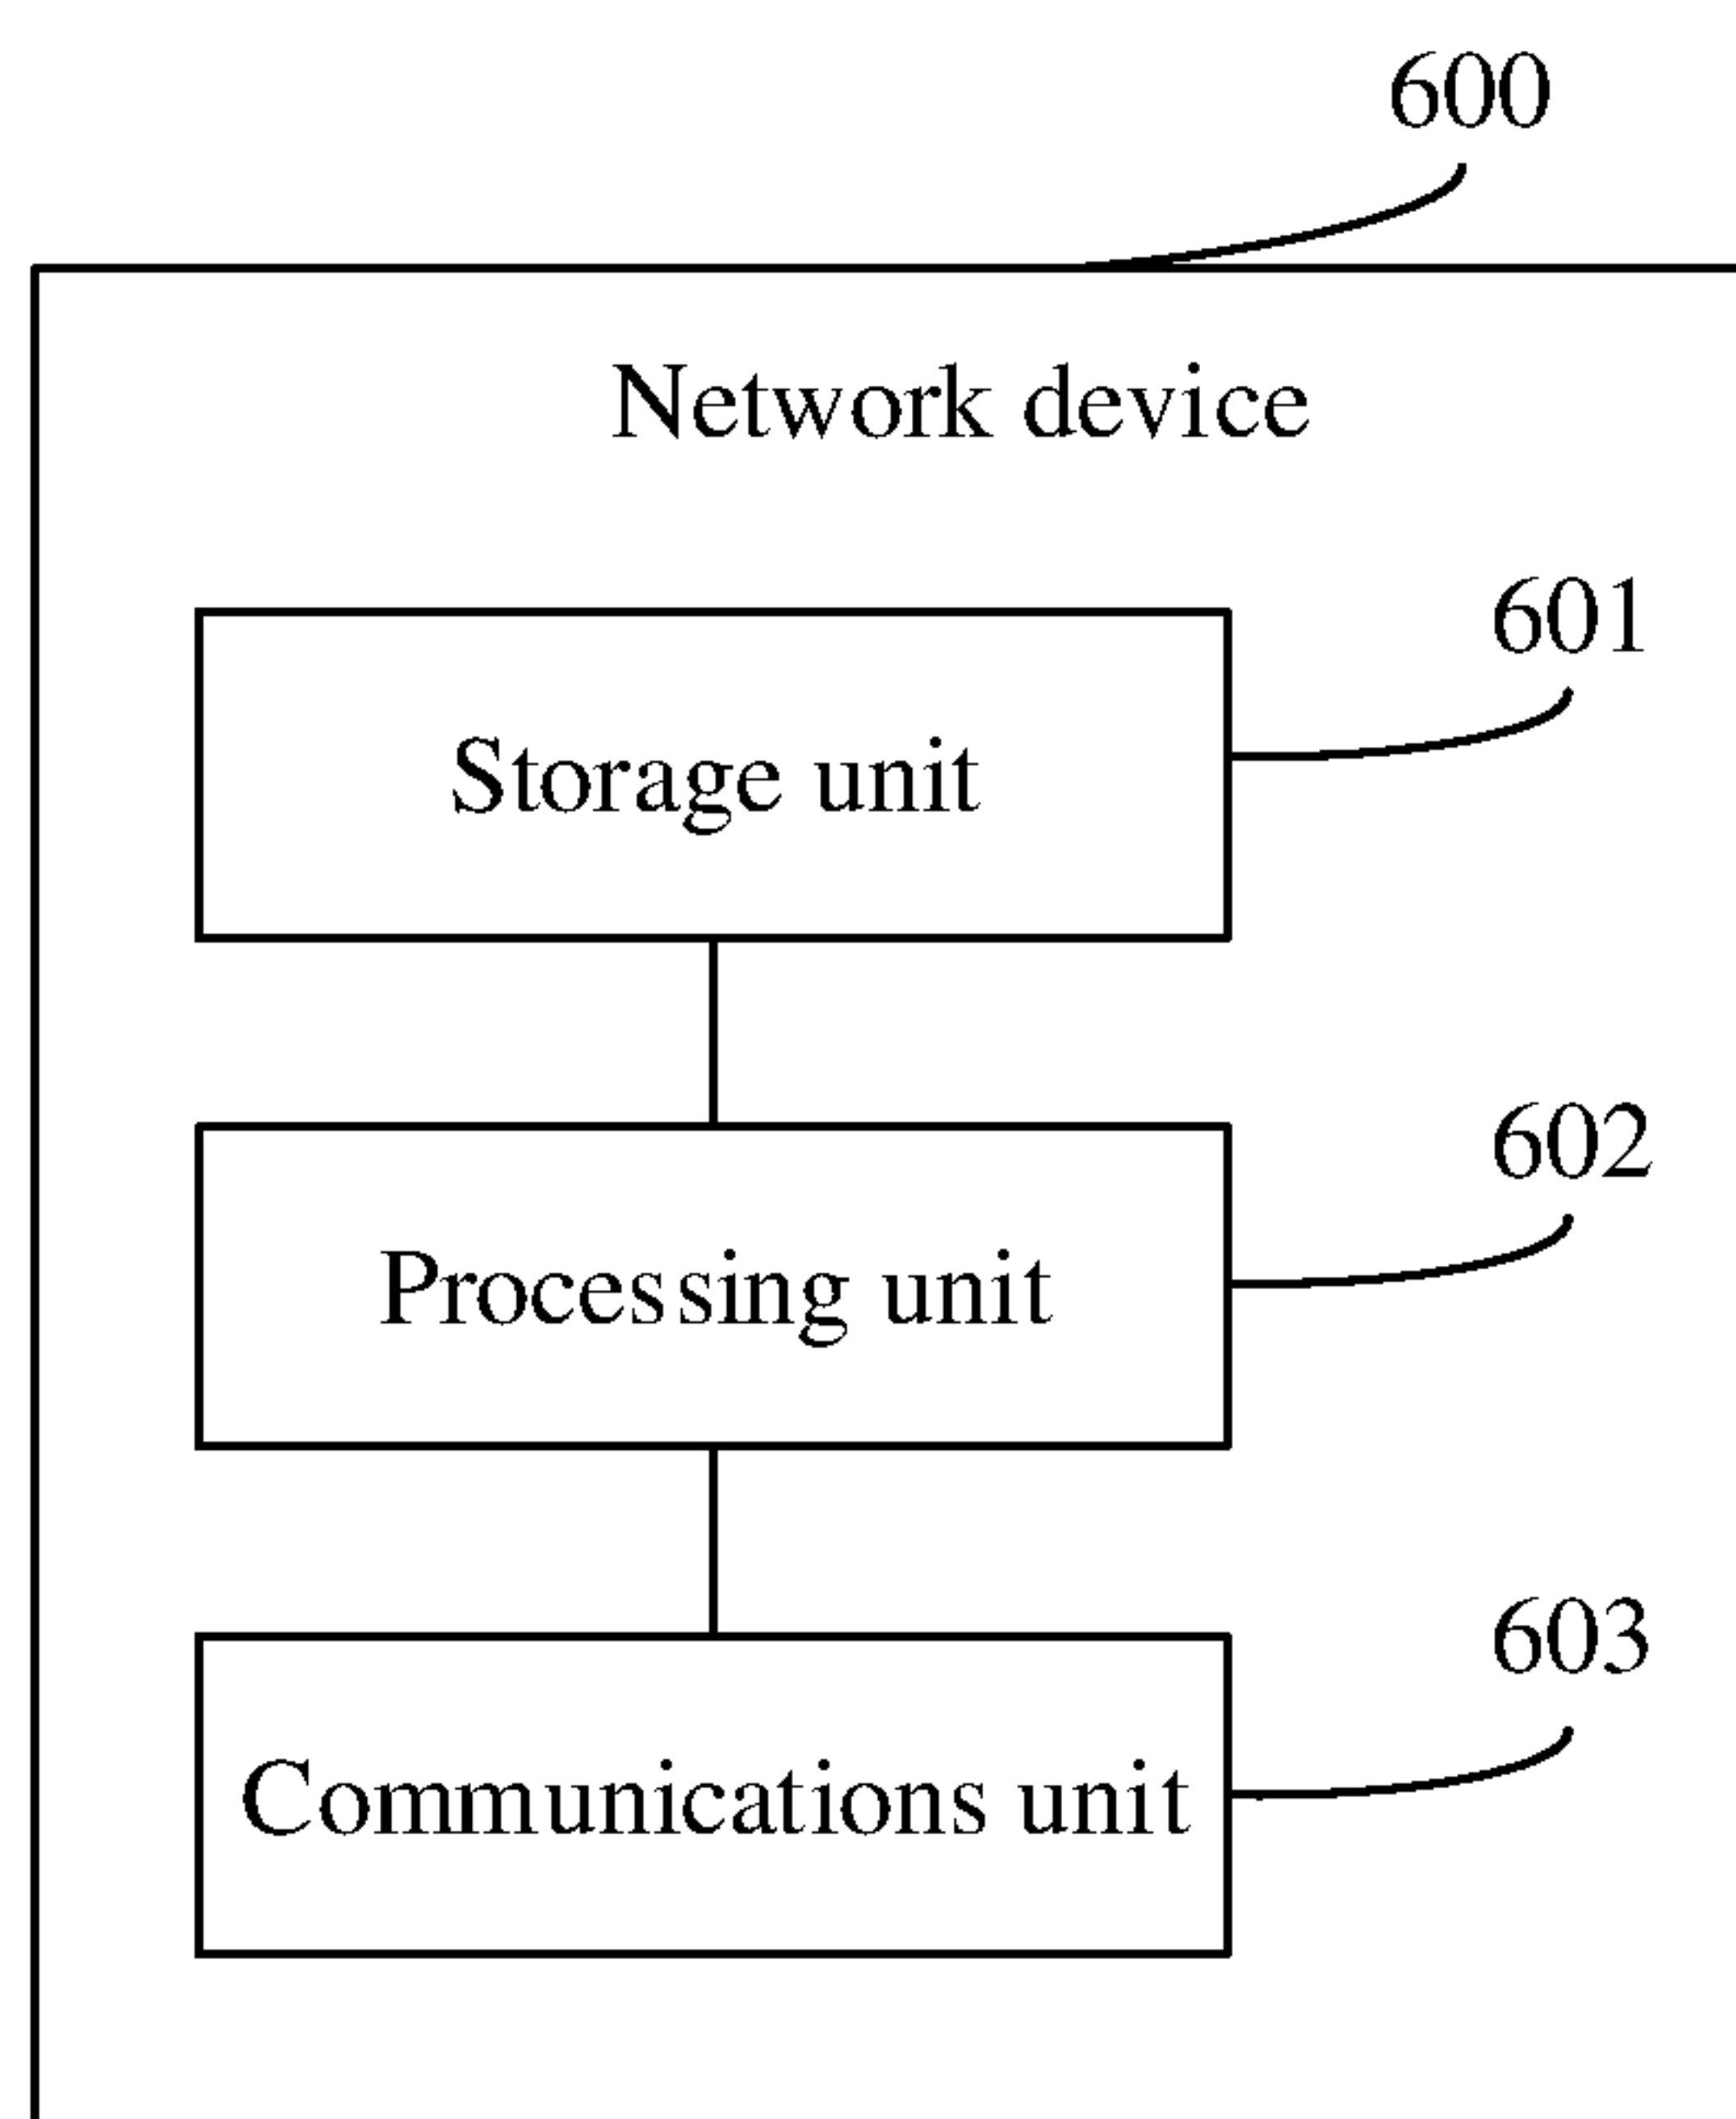 600
Network device
601
Storage unit
602
Processing unit
603
Communications unit